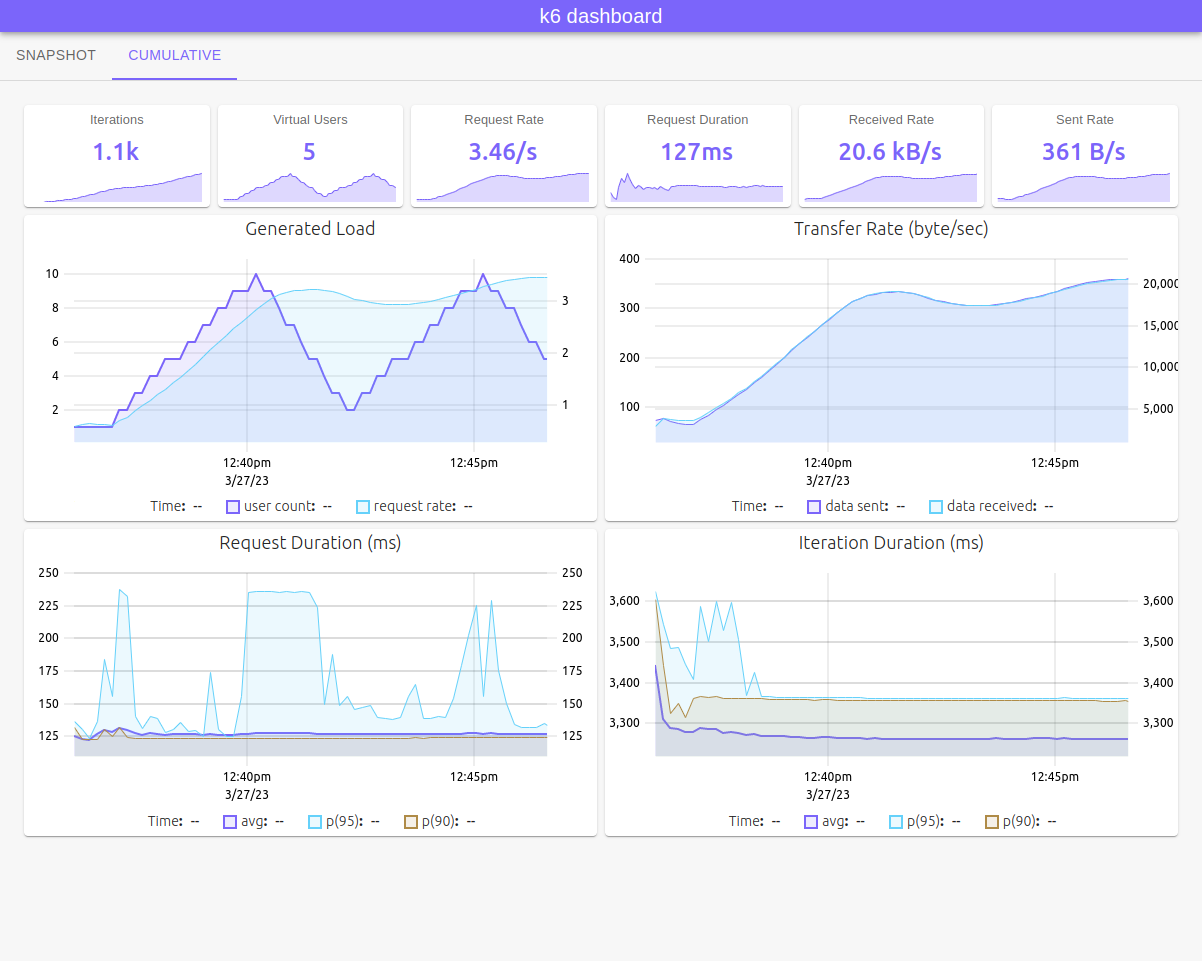 k6 dashboard
SNAPSHOT CUMULATIVE
Iterations Virtual Users Request Rate Request Duration Received Rate Sent Rate
1.1k 5 3.46/s 127ms 20.6 kB/s 361 B/s
Generated Load
10
8
6
4
2
3
2
1
12:40pm 12:45pm
3/27/23
Time: -- user count: -- request rate: --
Transfer Rate (byte/sec)
400
300
200
100
20,000
15,000
10,000
5,000
12:40pm 12:45pm
3/27/23
Time: -- data sent: -- data received: --
Request Duration (ms)
250 250
225 225
200 200
175 175
150 150
125 125
12:40pm 12:45pm
3/27/23
Time: -- avg: -- p(95): -- p(90): --
Iteration Duration (ms)
3,600 3,600
3,500 3,500
3,400 3,400
3,300 3,300
12:40pm 12:45pm
3/27/23
Time: -- avg: -- p(95): -- p(90): --